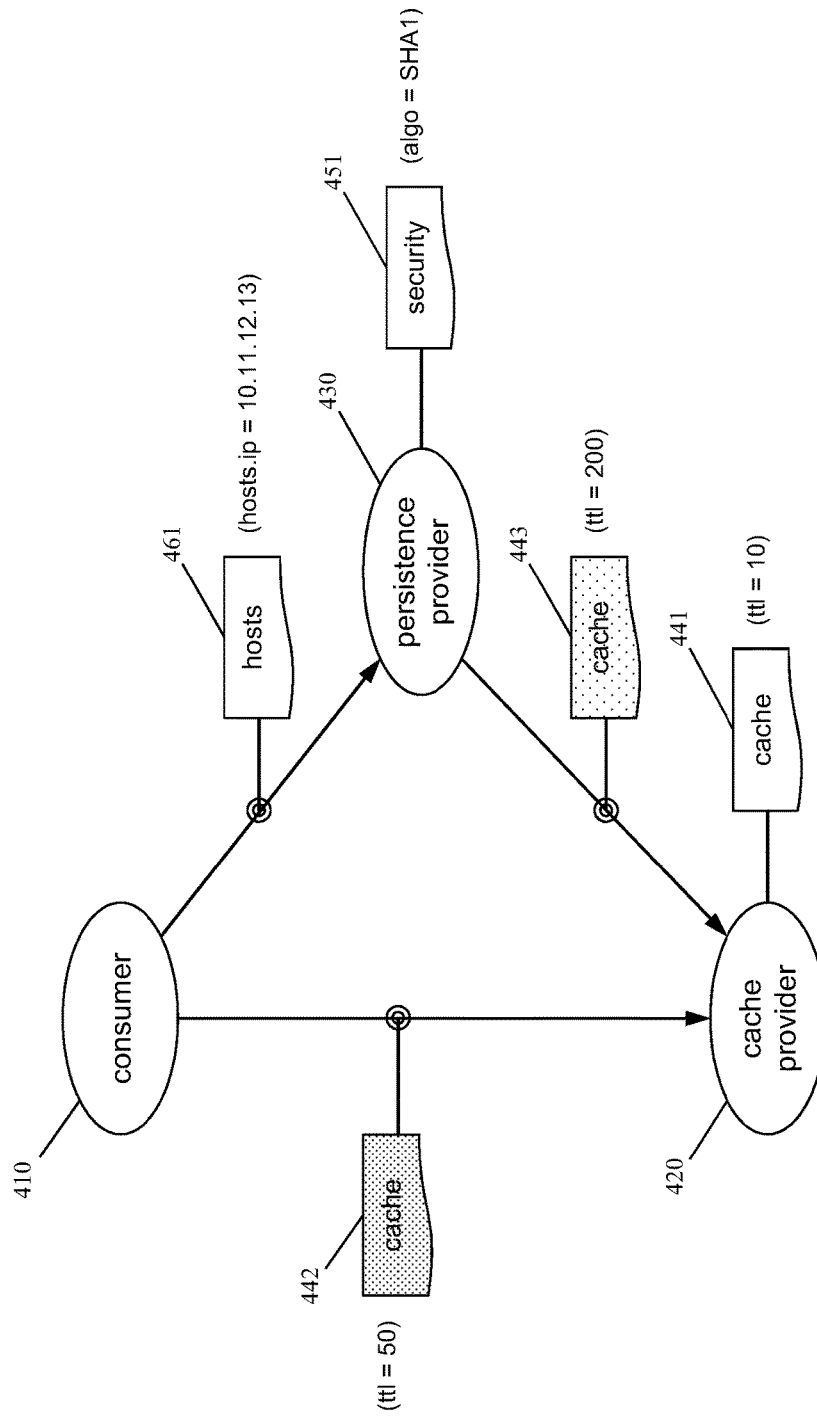 410
consumer
461
hosts
(hosts.ip = 10.11.12.13)
442
cache
(ttl = 50)
430
persistence
provider
451
security
(algo = SHA1)
443
cache
(ttl = 200)
420
cache
provider
441
cache
(ttl = 10)